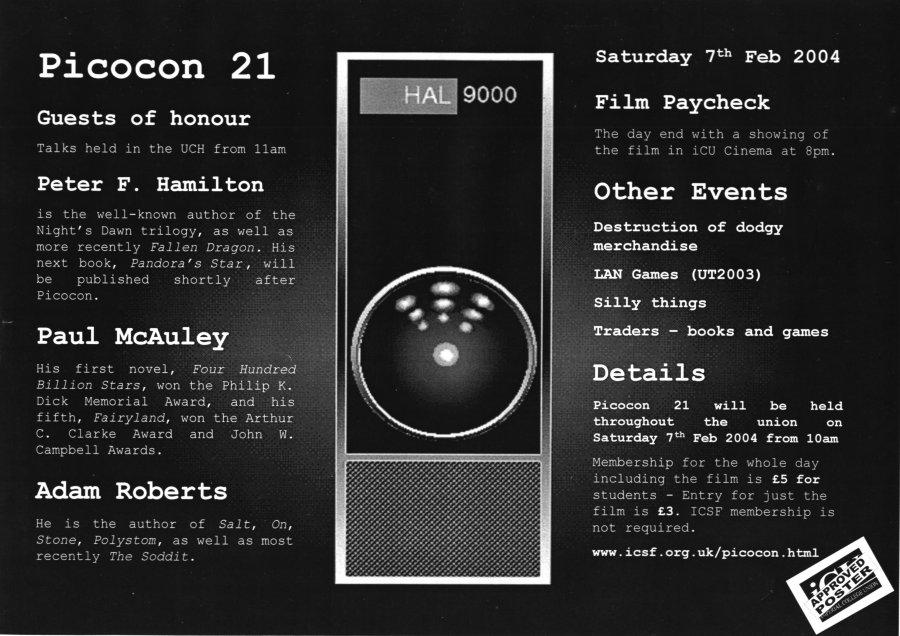 Picocon 21
Guests of honour
Talks held in the UCH from 11am
Peter F. Hamilton
is the well-known author of the
Night's Dawn trilogy, as well as
more recently Fallen Dragon. His
next book, Pandora's Star, will
be published shortly after
Picocon.
Paul McAuley
His first novel, Four Hundred
Billion Stars, won the Philip K.
Dick Memorial Award, and his
fifth, Fairyland, won the Arthur
C. Clarke Award and John W.
Campbell Awards.
Adam Roberts
He is the author of Salt, On,
Stone, Polystom, as well as most
recently The Soddit.
HAL 9000
Saturday 7th Feb 2004
Film Paycheck
The day end with a showing of
the film in iCU Cinema at 8pm.
Other Events
Destruction of dodgy
merchandise
LAN Games (UT2003)
Silly things
Traders – books and games
Details
Picocon 21 will be held
throughout the union on
Saturday 7th Feb 2004 from 10am
Membership for the whole day
including the film is £5 for
students – Entry for just the
film is £3. ICSF membership is
not required.
www.icsf.org.uk/picocon.html
icu
APPROVED
POSTER
IMPERIAL COLLEGE UNION